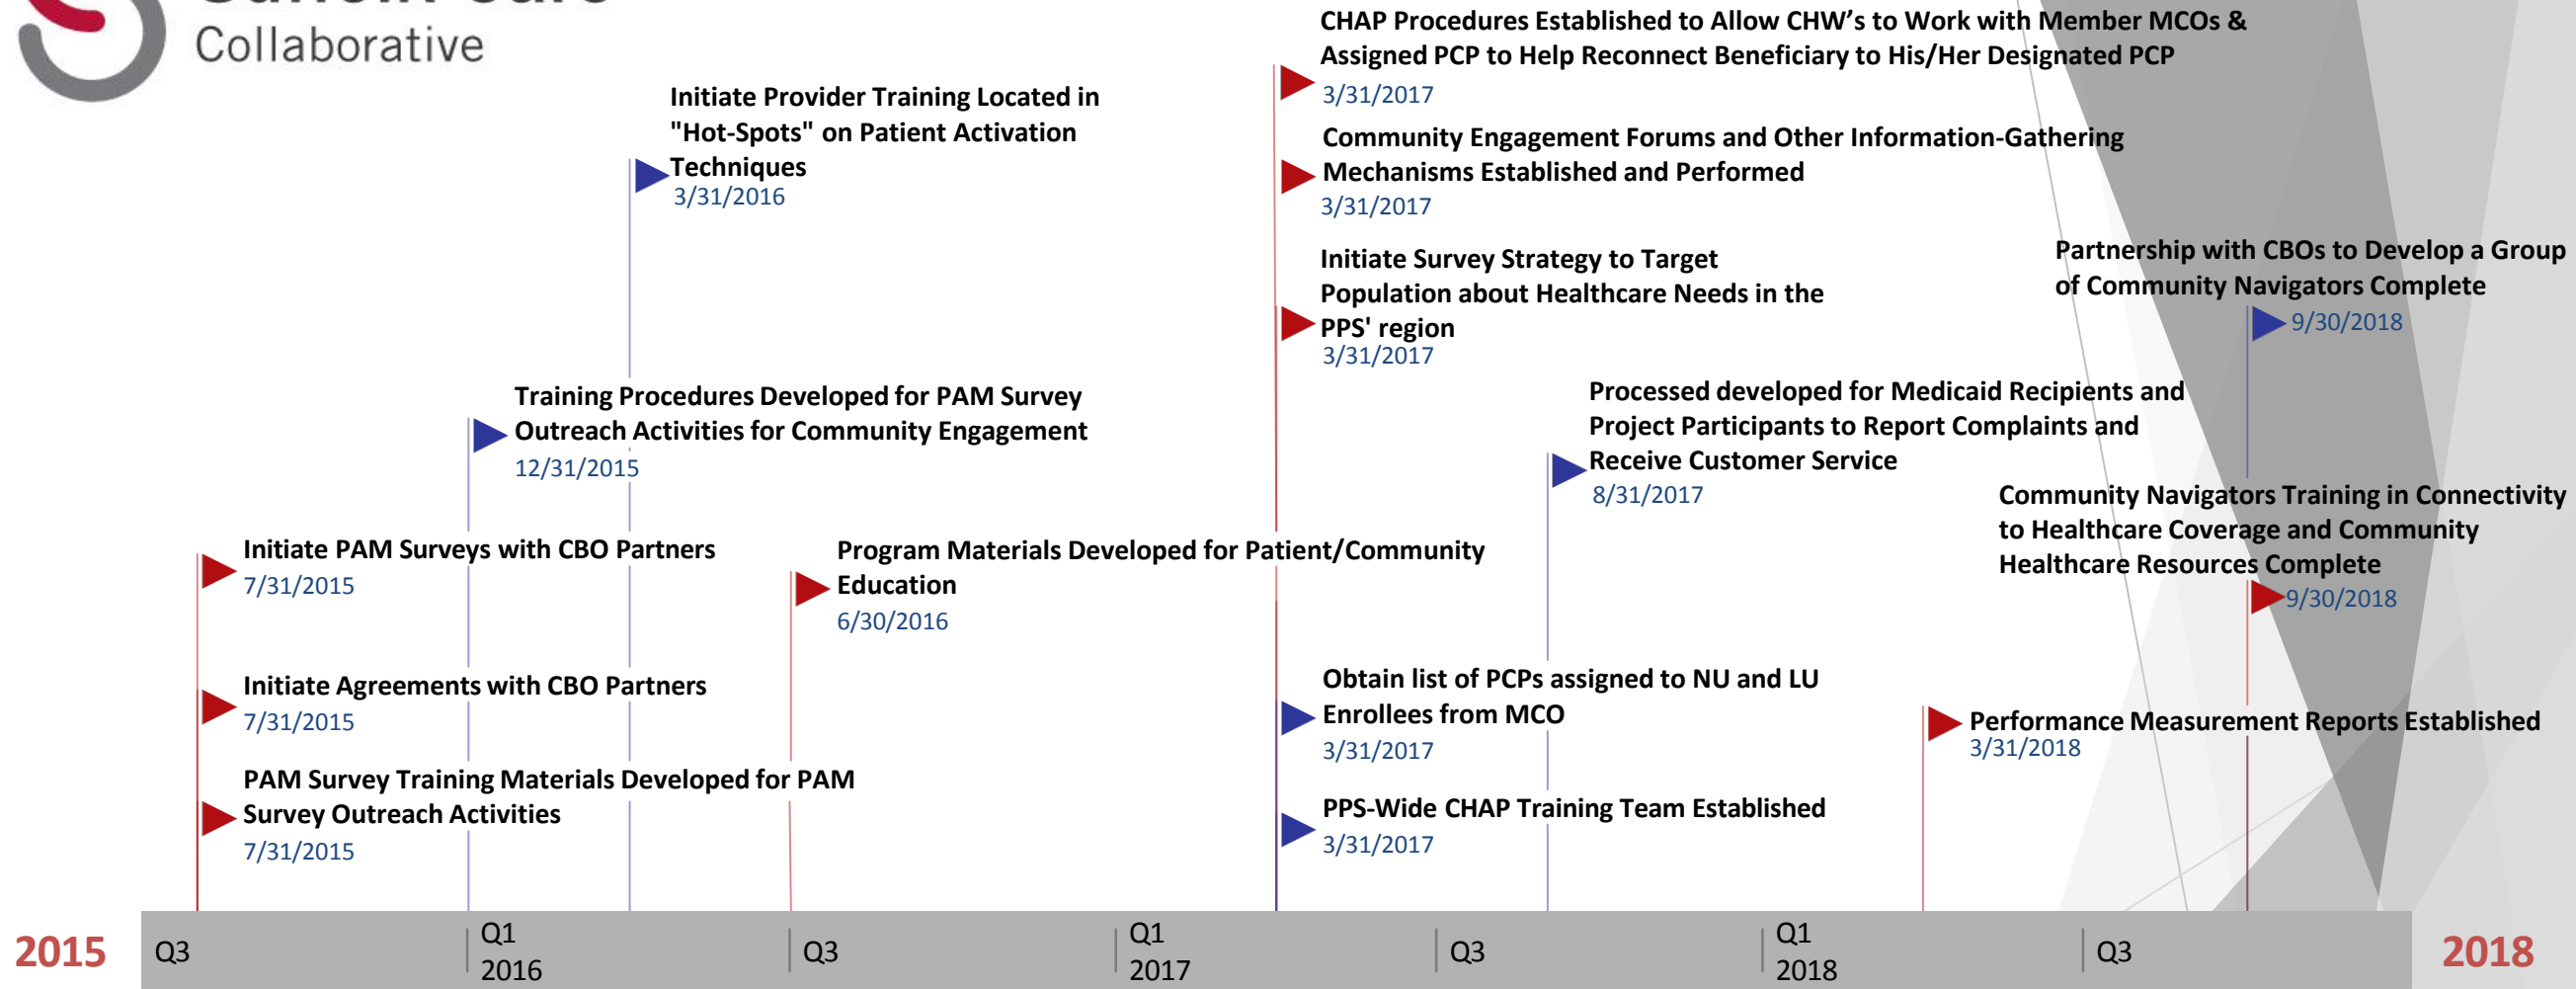 Collaborative
CHAP Procedures Established to Allow CHW's to Work with Member MCOs &
Assigned PCP to Help Reconnect Beneficiary to His/Her Designated PCP
3/31/2017
Initiate Provider Training Located in
"Hot-Spots" on Patient Activation
Techniques
3/31/2016
Community Engagement Forums and Other Information-Gathering
Mechanisms Established and Performed
3/31/2017
Initiate Survey Strategy to Target
Population about Healthcare Needs in the
PPS' region
3/31/2017
Partnership with CBOs to Develop a Group
of Community Navigators Complete
9/30/2018
Training Procedures Developed for PAM Survey
Outreach Activities for Community Engagement
12/31/2015
Processed developed for Medicaid Recipients and
Project Participants to Report Complaints and
Receive Customer Service
8/31/2017
Community Navigators Training in Connectivity
to Healthcare Coverage and Community
Healthcare Resources Complete
9/30/2018
Initiate PAM Surveys with CBO Partners
7/31/2015
Program Materials Developed for Patient/Community
Education
6/30/2016
Initiate Agreements with CBO Partners
7/31/2015
Obtain list of PCPs assigned to NU and LU
Enrollees from MCO
3/31/2017
Performance Measurement Reports Established
3/31/2018
PAM Survey Training Materials Developed for PAM
Survey Outreach Activities
7/31/2015
PPS-Wide CHAP Training Team Established
3/31/2017
2015
Q3
Q1
2016
Q3
Q1
2017
Q3
Q1
2018
Q3
2018